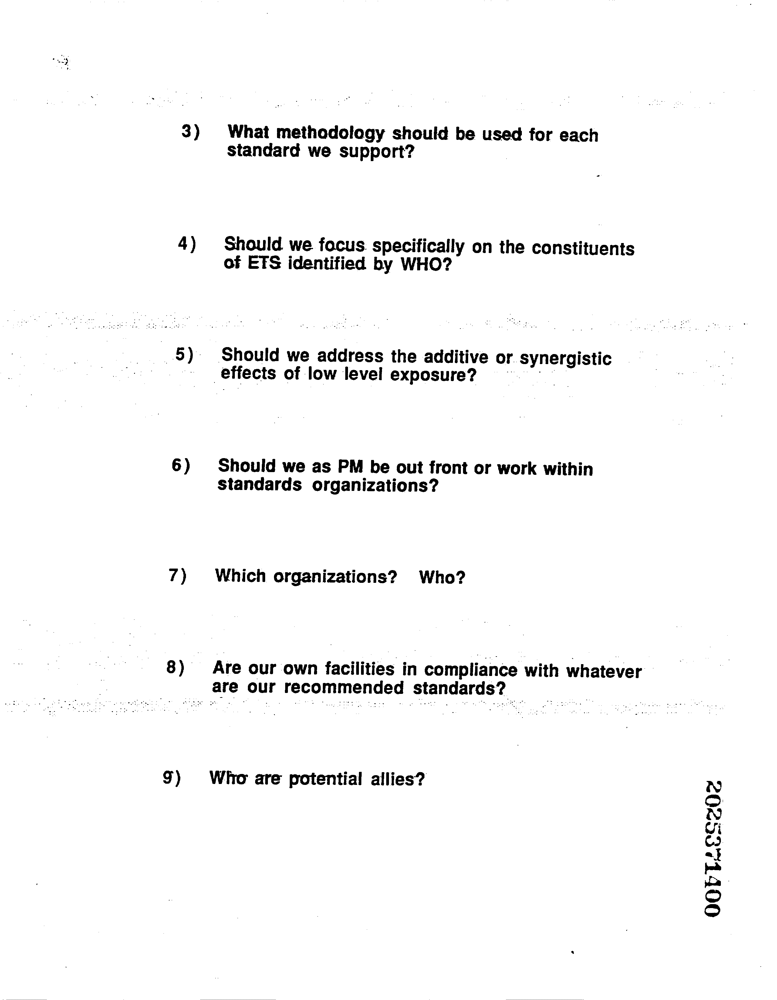 3) What methodology should be used for each
standard we support?
4) Should we focus specifically on the constituents
of ETS identified by WHO?
5) Should we address the additive or synergistic
effects of low level exposure?
6) Should we as PM be out front or work within
standards organizations?
7) Which organizations? Who?
8) Are our own facilities in compliance with whatever
are our recommended standards?
9) Who are potential allies?
2025371400